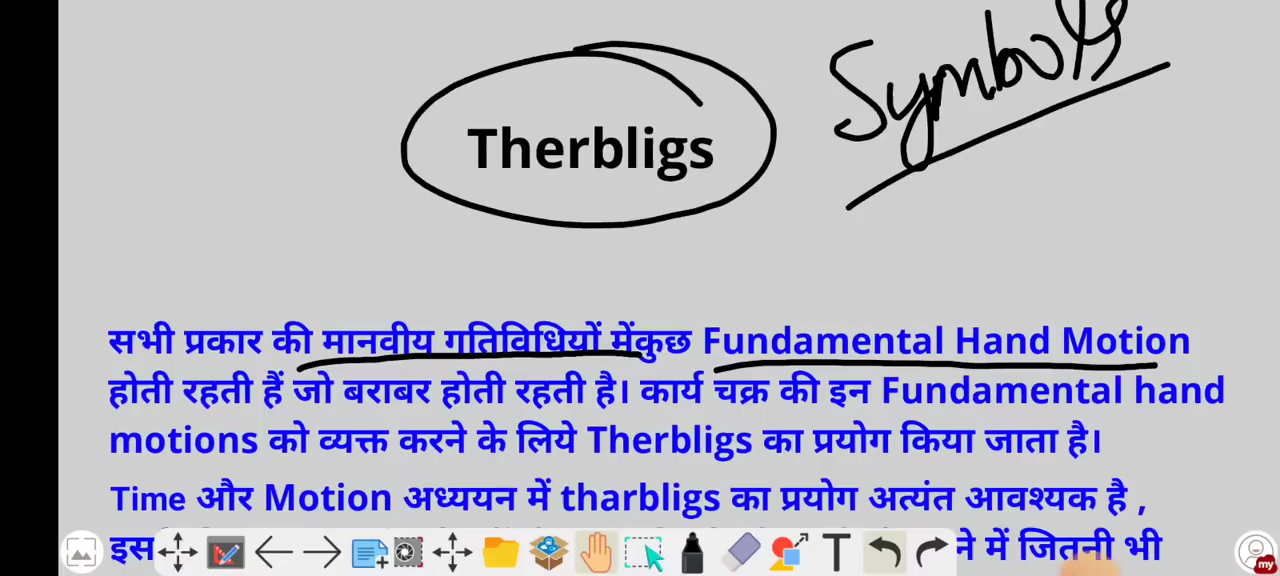 Symbols
Therbligs
सभी प्रकार की मानवीय गतिविधियों मेंकुछ Fundamental Hand Motion
होती रहती हैं जो बराबर होती रहती है। कार्य चक्र की इन Fundamental hand
motions को व्यक्त करने के लिये Therbligs का प्रयोग किया जाता है।
Time और Motion अध्ययन में tharbligs का प्रयोग अत्यंत आवश्यक है ,
ने में जितनी भी
my